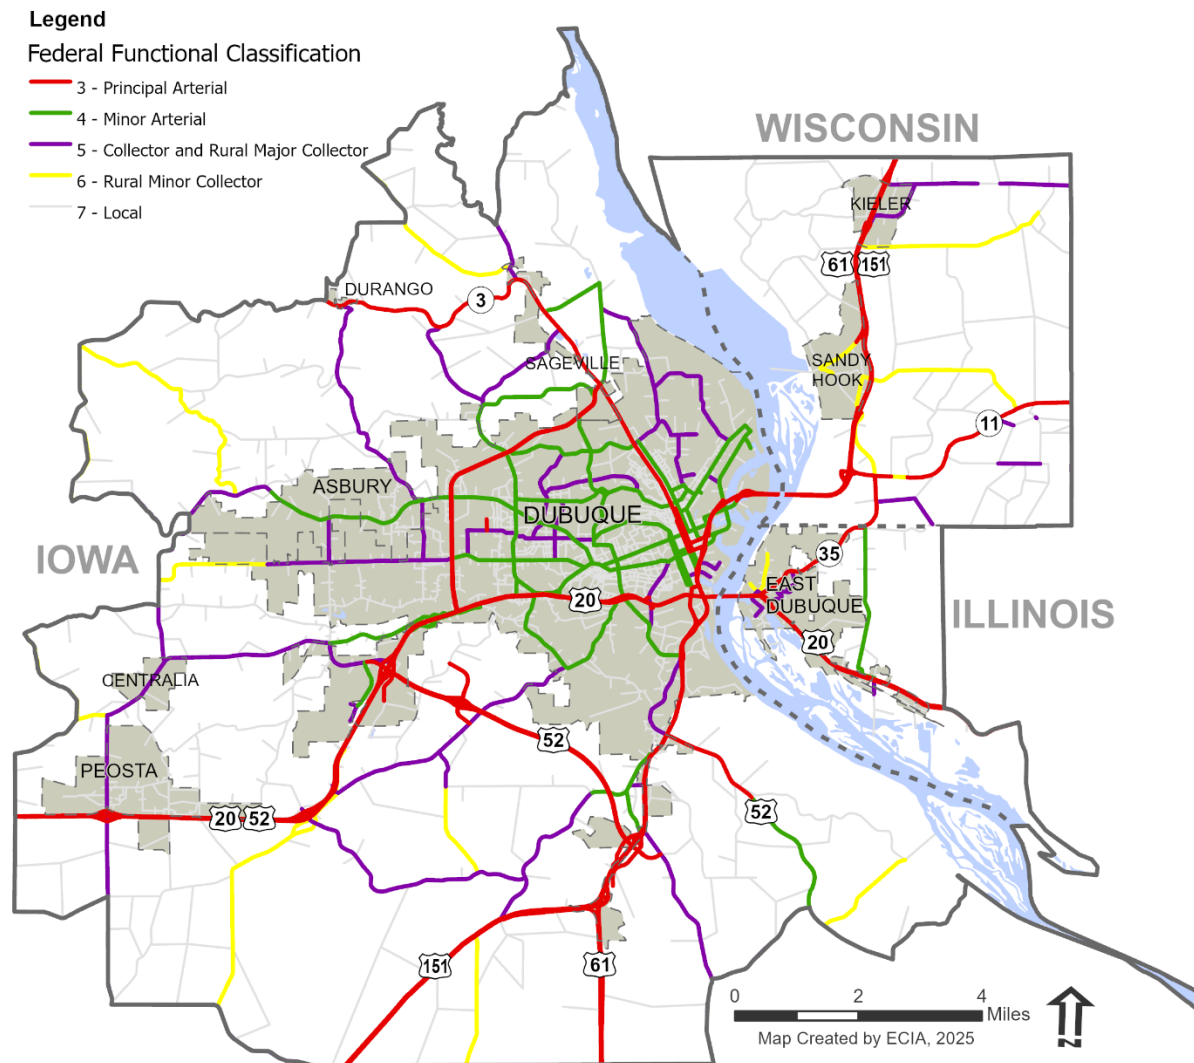 Legend
Federal Functional Classification
3 - Principal Arterial
4 - Minor Arterial
5 - Collector and Rural Major Collector
6 - Rural Minor Collector
7 - Local
WISCONSIN
KIELER
61 151
DURANGO
3
SAGEVILLE
SANDY
HOOK
11
ASBURY
DUBUQUE
IOWA
35
EAST
DUBUQUE
20
ILLINOIS
20
CENTRALIA
52
PEOSTA
20 52
52
151
61
0 2 4
Miles
Map Created by ECIA, 2025
N